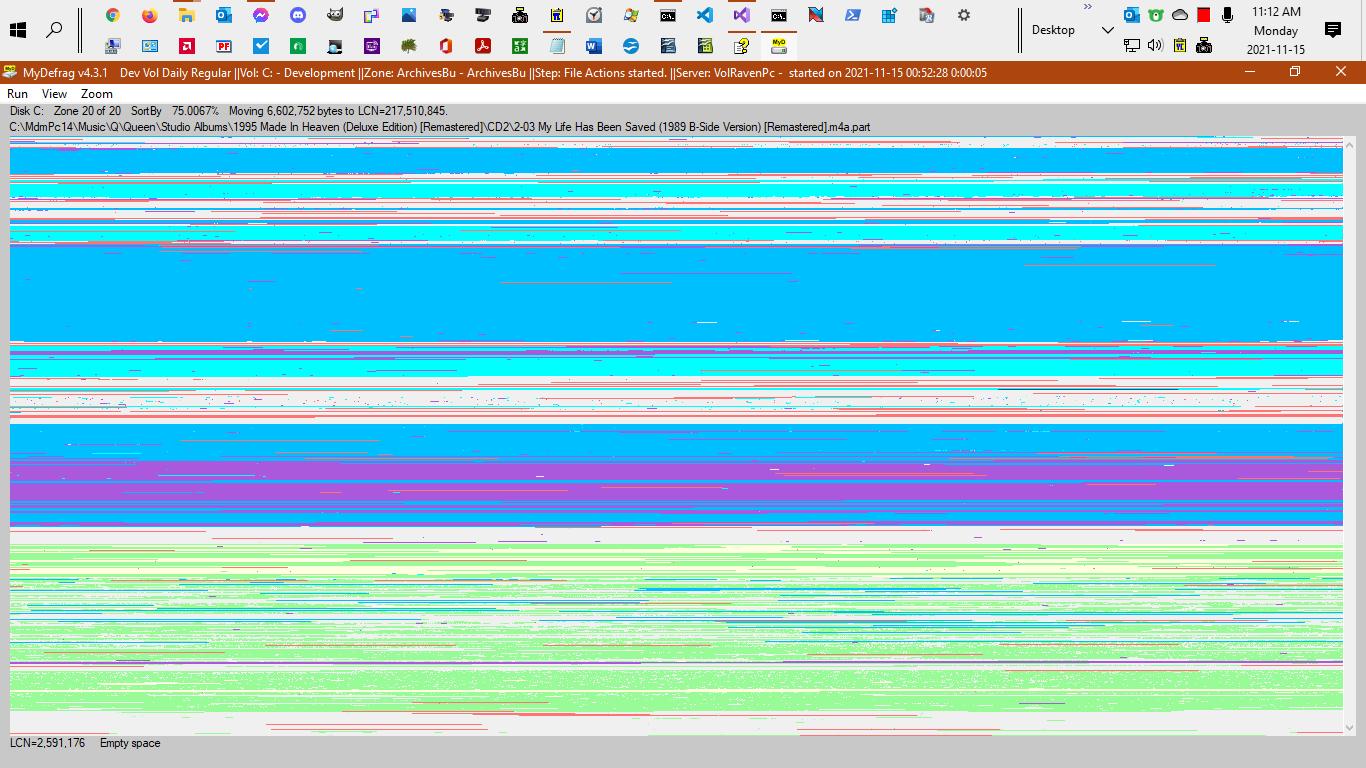 11:12 AM
Desktop
Monday
2021-11-15
MyDefrag v4.3.1 Dev Vol Daily Regular ||Vol: C: - Development ||Zone: ArchivesBu - ArchivesBu ||Step: File Actions started. ||Server: VolRavenPc - started on 2021-11-15 00:52:28 0:00:05
Run View Zoom
Disk C: Zone 20 of 20 SortBy 75.0067% Moving 6,602,752 bytes to LCN=217,510,845.
C:\MdmPc14\Music\Q\Queen\Studio Albums\1995 Made In Heaven (Deluxe Edition) [Remastered]\CD2\2-03 My Life Has Been Saved (1989 B-Side Version) [Remastered].m4a.part
LCN=2,591,176 Empty space